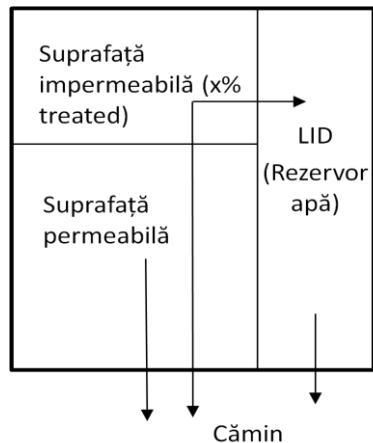 Suprafață
impermeabilă (x%
treated)
LID
(Rezervor
apă)
Suprafață
permeabilă
Cămin